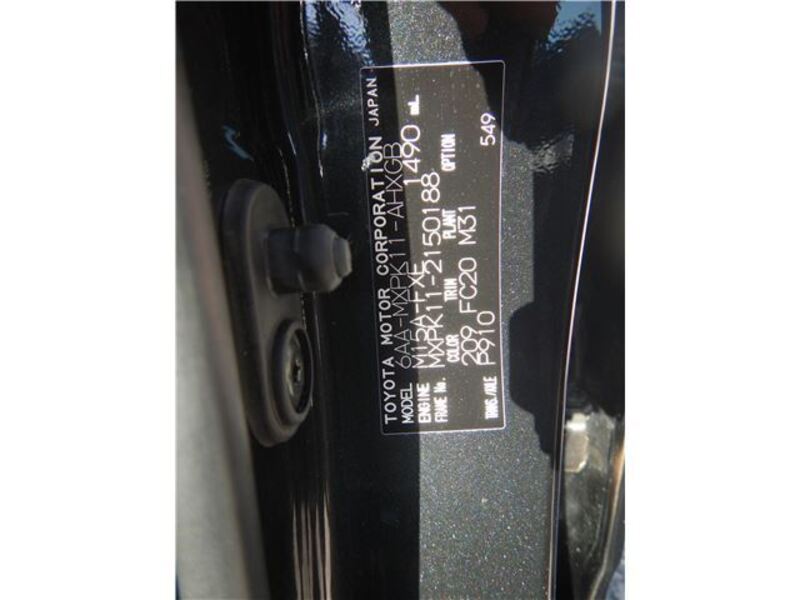 TOYOTA MOTOR CORPORATION JAPAN
MODEL 6AA-MXPK11-AHXGB
ENGINE M15A-FXE 1490 mL
FRAME No. MXPK11-2150188
COLOR TRIM PLANT OPTION
209 FC20 M31
TRANS./AXLE P910 549